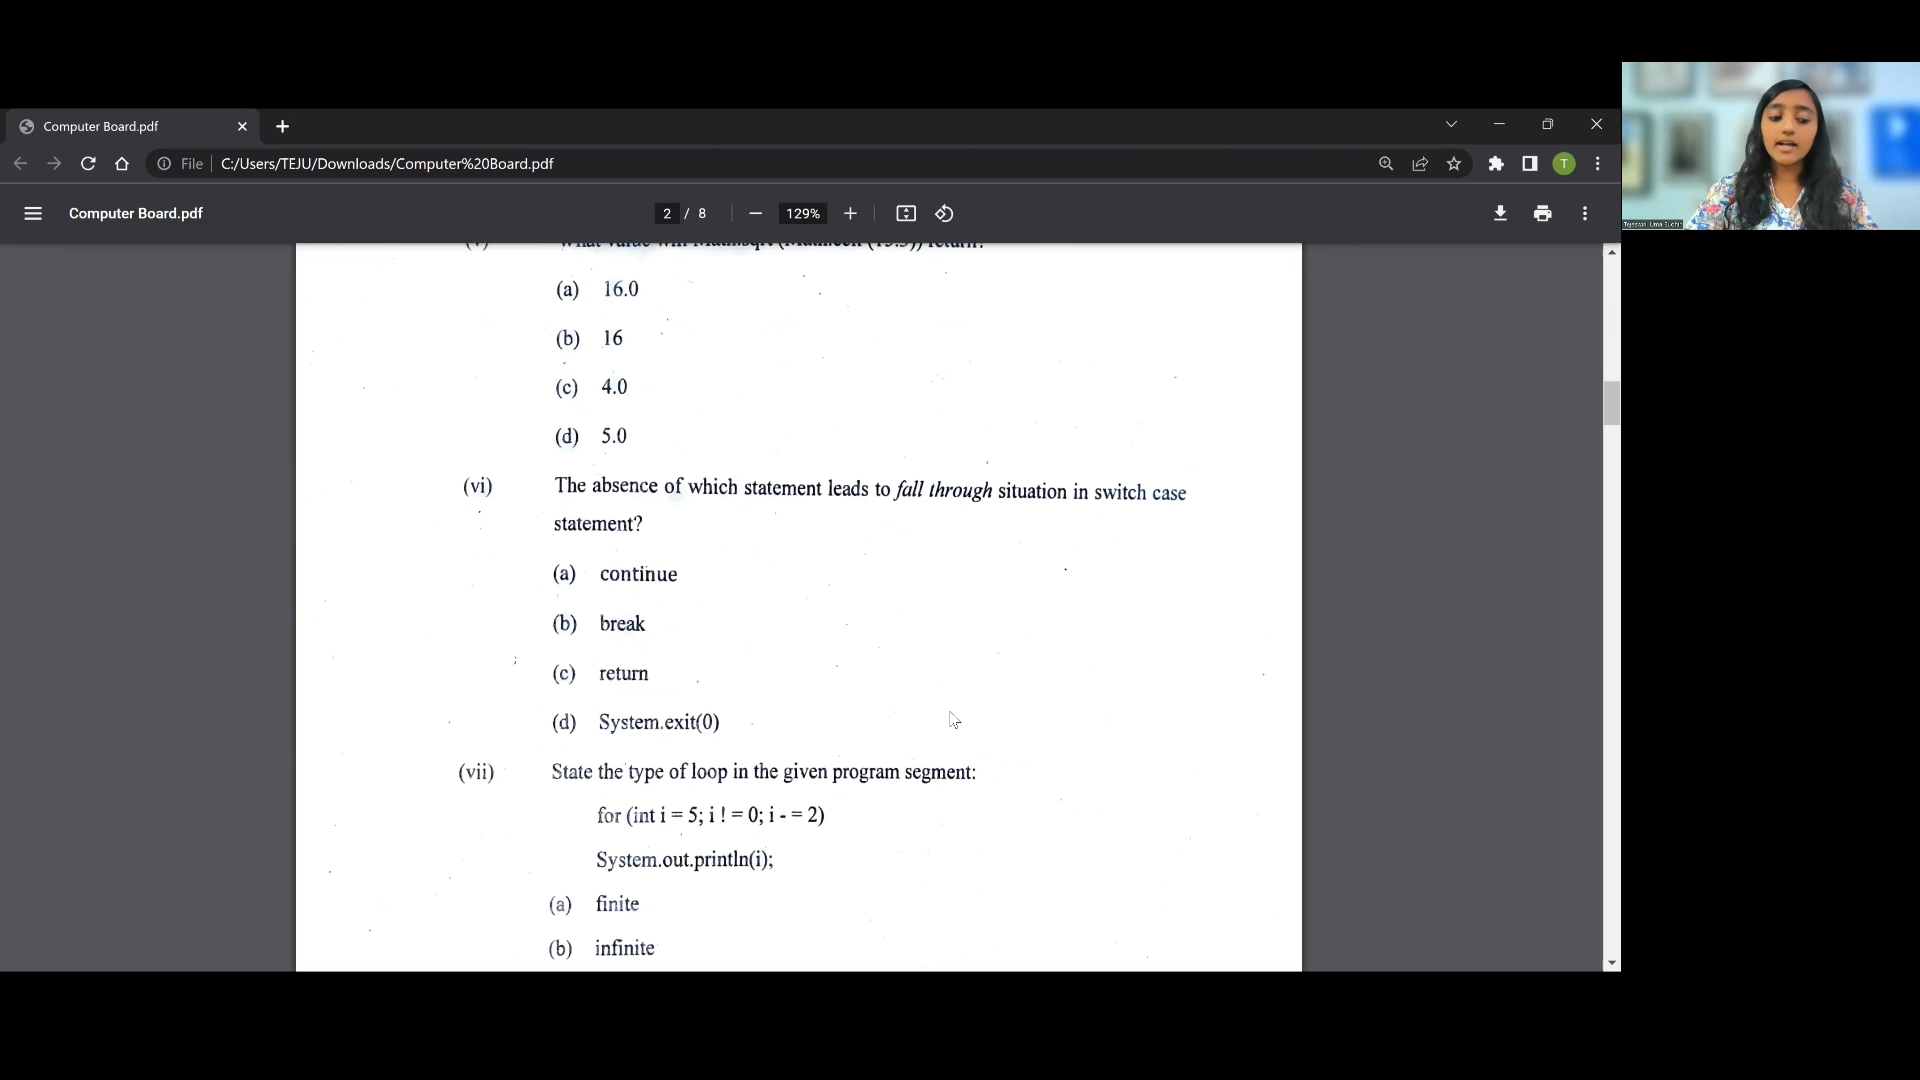 Computer Board.pdf
File C:/Users/TEJU/Downloads/Computer%20Board.pdf
T
Computer Board.pdf
2 / 8
129%
(a) 16.0
(b) 16
(c) 4.0
(d) 5.0
(vi) The absence of which statement leads to fall through situation in switch case
statement?
(a) continue
(b) break
(c) return
(d) System.exit(0)
(vii) State the type of loop in the given program segment:
for (int i = 5; i ! = 0; i - = 2)
System.out.println(i);
(a) finite
(b) infinite